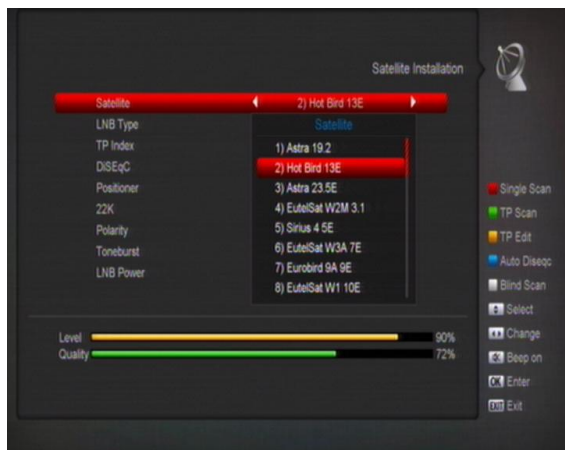 Satellite Installation
Satellite 2) Hot Bird 13E
LNB Type
TP Index
DiSEqC
Positioner
22K
Polarity
Toneburst
LNB Power
Satellite
1) Astra 19.2
2) Hot Bird 13E
3) Astra 23.5E
4) EutelSat W2M 3.1
5) Sirius 4 5E
6) EutelSat W3A 7E
7) Eurobird 9A 9E
8) EutelSat W1 10E
Level 90%
Quality 72%
Single Scan
TP Scan
TP Edit
Auto Diseqc
Blind Scan
Select
Change
Beep on
OK Enter
EXIT Exit